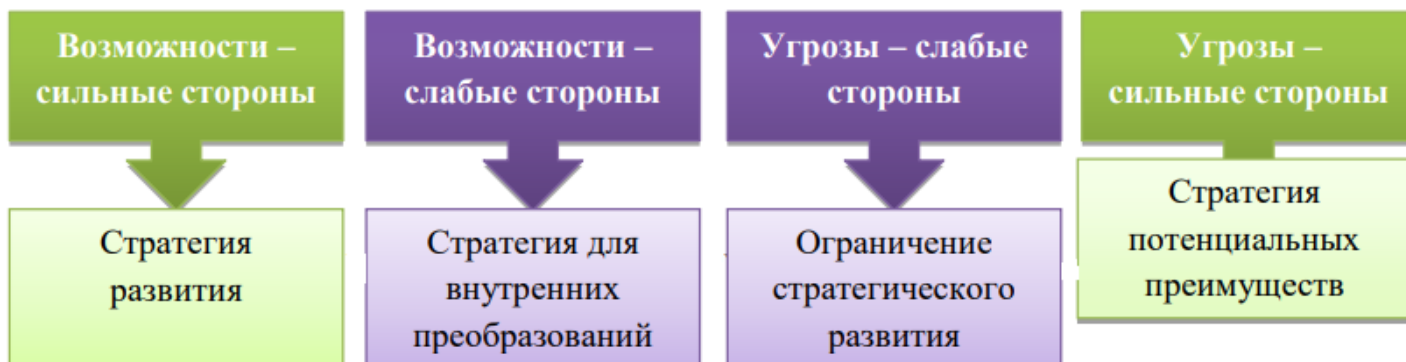 Возможности –
сильные стороны
Возможности –
слабые стороны
Угрозы – слабые
стороны
Угрозы –
сильные стороны
Стратегия
развития
Стратегия для
внутренних
преобразований
Ограничение
стратегического
развития
Стратегия
потенциальных
преимуществ